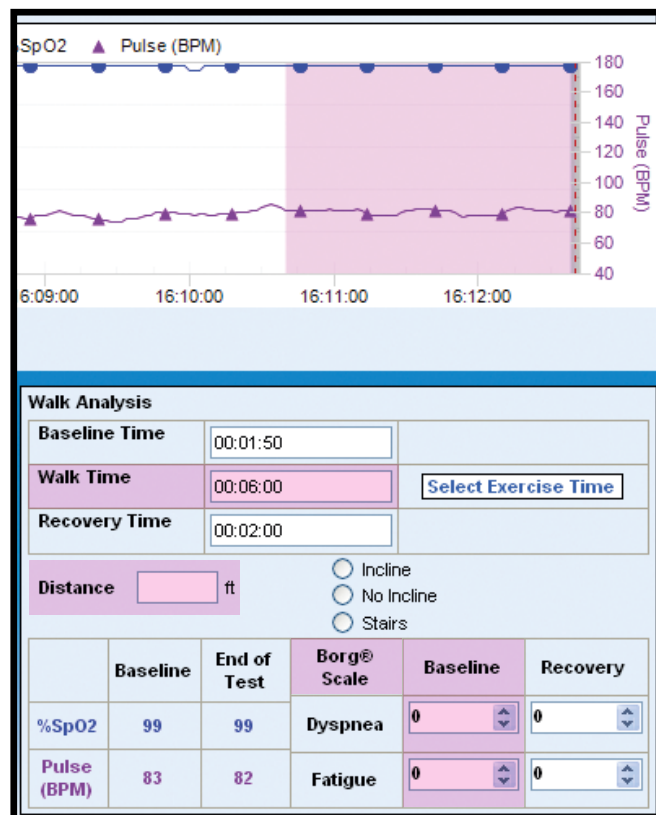 %SpO2 Pulse (BPM)
180
160
140
120
100
80
60
40
Pulse (BPM)
6:09:00 16:10:00 16:11:00 16:12:00
Walk Analysis
Baseline Time 00:01:50
Walk Time 00:06:00 Select Exercise Time
Recovery Time 00:02:00
Distance ft
Incline
No Incline
Stairs
Baseline End of Test Borg® Scale Baseline Recovery
%SpO2 99 99 Dyspnea 0 0
Pulse (BPM) 83 82 Fatigue 0 0